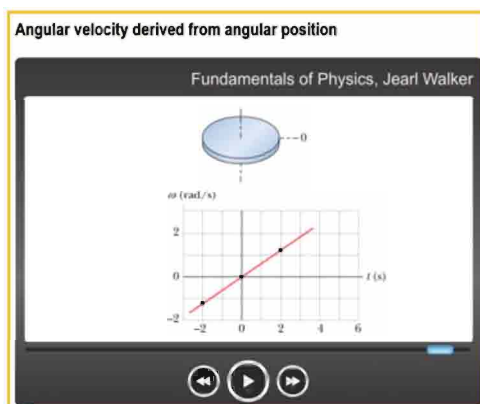 Angular velocity derived from angular position
Fundamentals of Physics, Jearl Walker
0
ω (rad/s)
2
0
t (s)
−2
−2 0 2 4 6